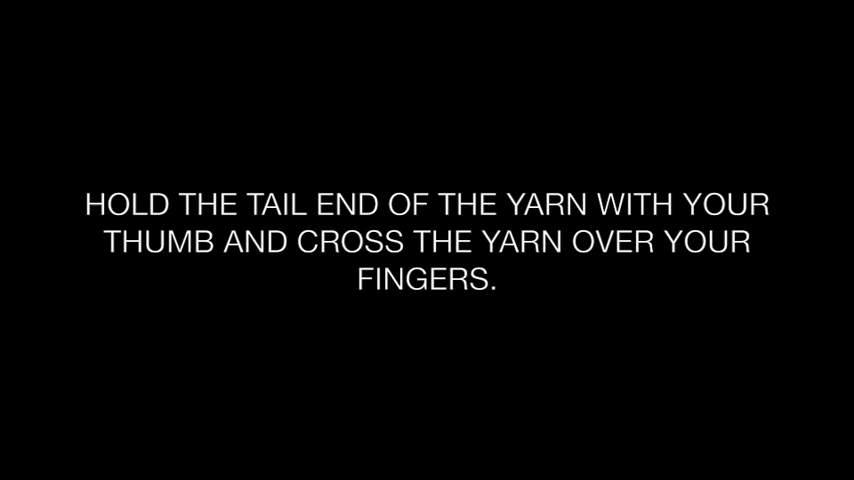 HOLD THE TAIL END OF THE YARN WITH YOUR
THUMB AND CROSS THE YARN OVER YOUR
FINGERS.